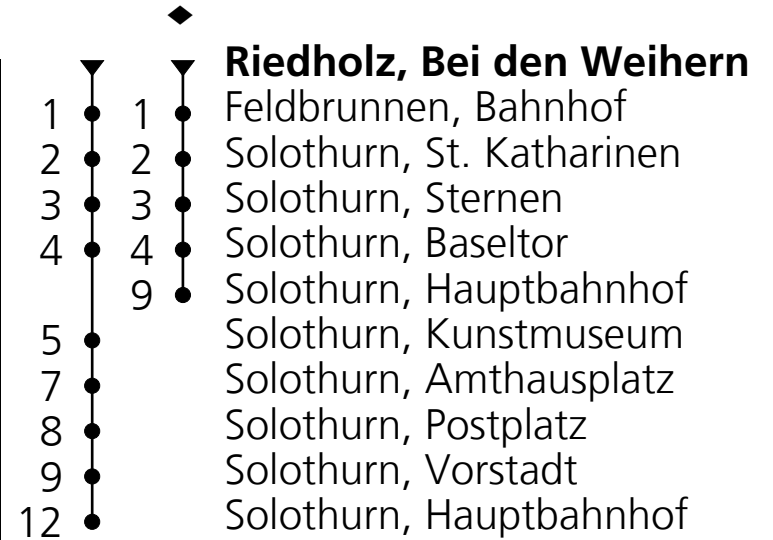 Riedholz, Bei den Weihern
1 1 Feldbrunnen, Bahnhof
2 2 Solothurn, St. Katharinen
3 3 Solothurn, Sternen
4 4 Solothurn, Baseltor
9 Solothurn, Hauptbahnhof
5 Solothurn, Kunstmuseum
7 Solothurn, Amthausplatz
8 Solothurn, Postplatz
9 Solothurn, Vorstadt
12 Solothurn, Hauptbahnhof